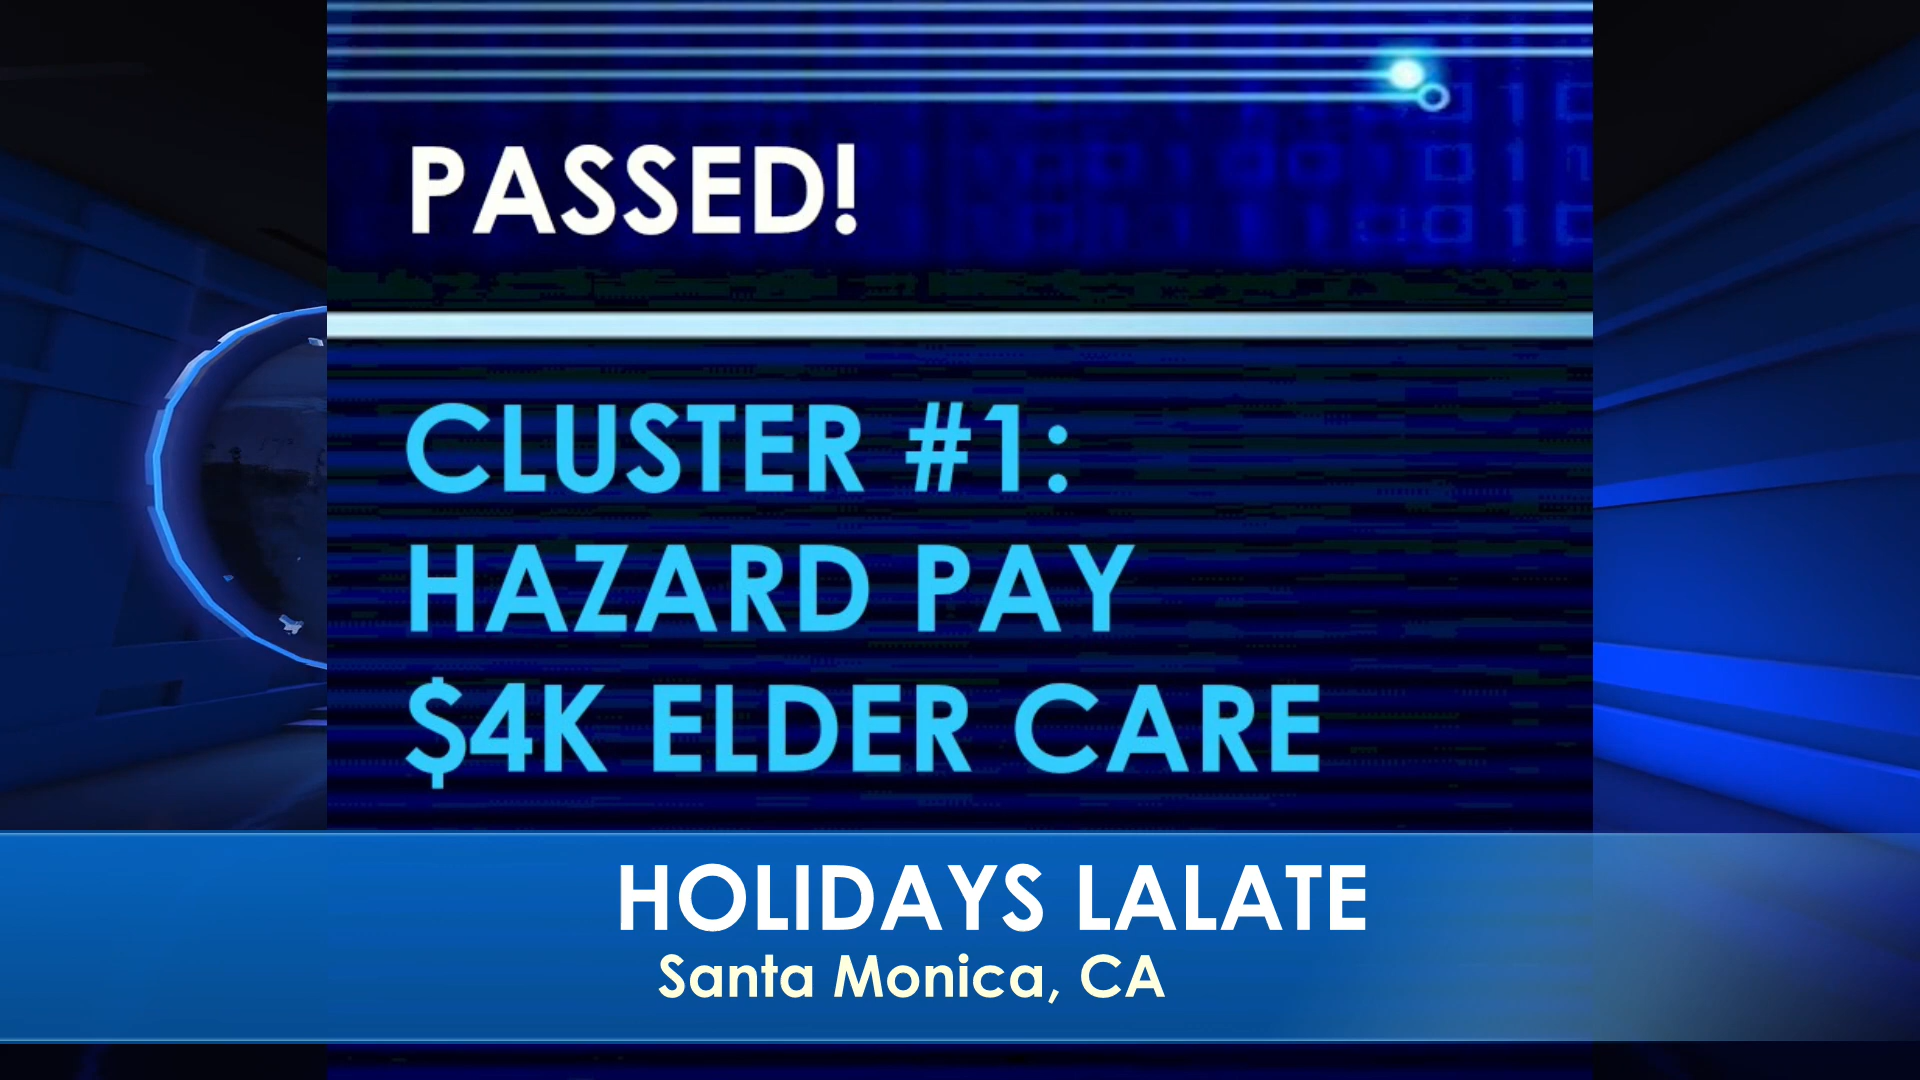 PASSED!
CLUSTER #1:
HAZARD PAY
$4K ELDER CARE
HOLIDAYS LALATE
Santa Monica, CA